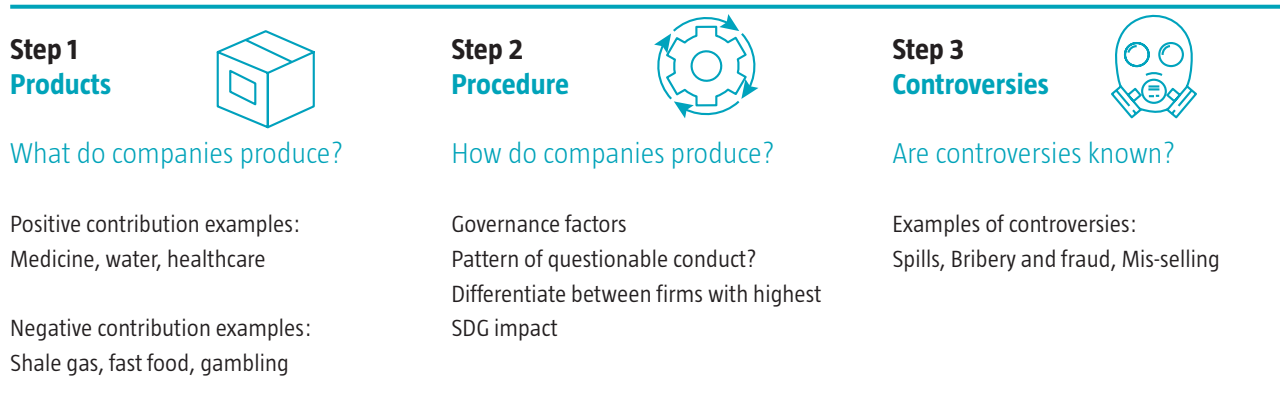 Step 1
Products
What do companies produce?
Positive contribution examples:
Medicine, water, healthcare
Negative contribution examples:
Shale gas, fast food, gambling
Step 2
Procedure
How do companies produce?
Governance factors
Pattern of questionable conduct?
Differentiate between firms with highest
SDG impact
Step 3
Controversies
Are controversies known?
Examples of controversies:
Spills, Bribery and fraud, Mis-selling